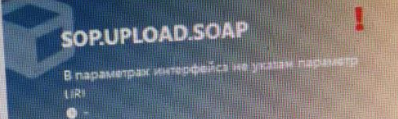 SOP.UPLOAD.SOAP
В параметрах интерфейса не указан параметр
URI